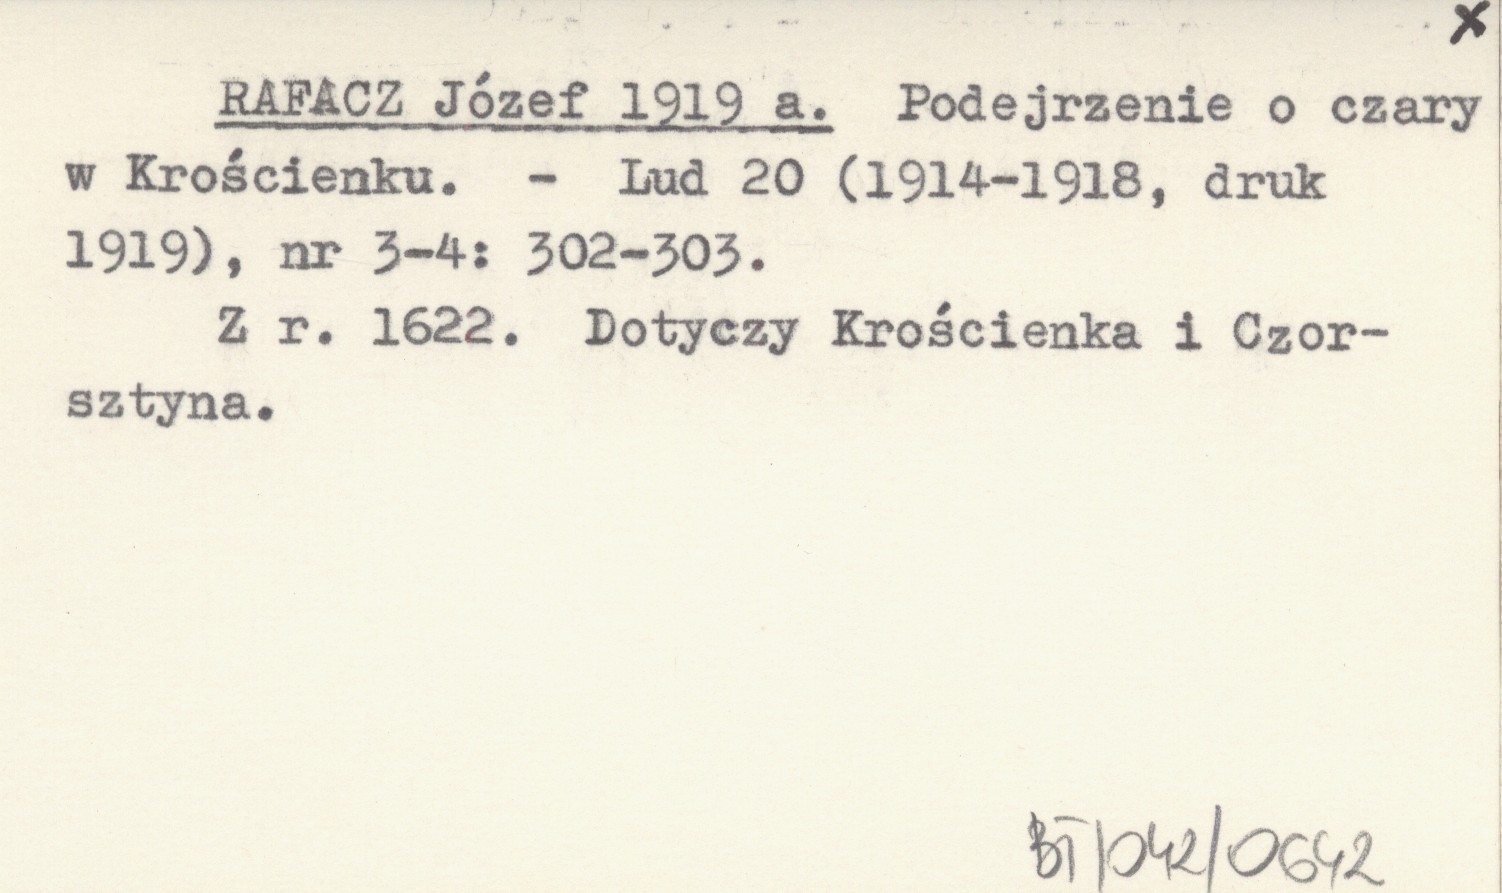 x
RAFACZ Józef 1919 a. Podejrzenie o czary
w Krościenku. - Lud 20 (1914-1918, druk
1919), nr 3-4: 302-303.
Z r. 1622. Dotyczy Krościenka i Czor-
sztyna.
BT/042/0642